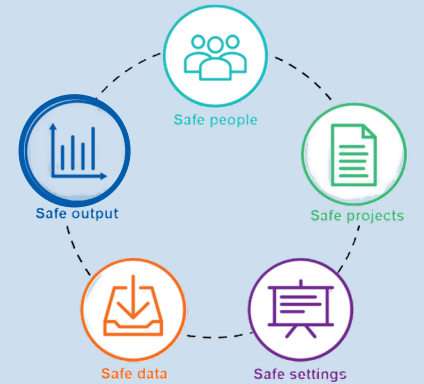 Safe people
Safe projects
Safe output
Safe data
Safe settings